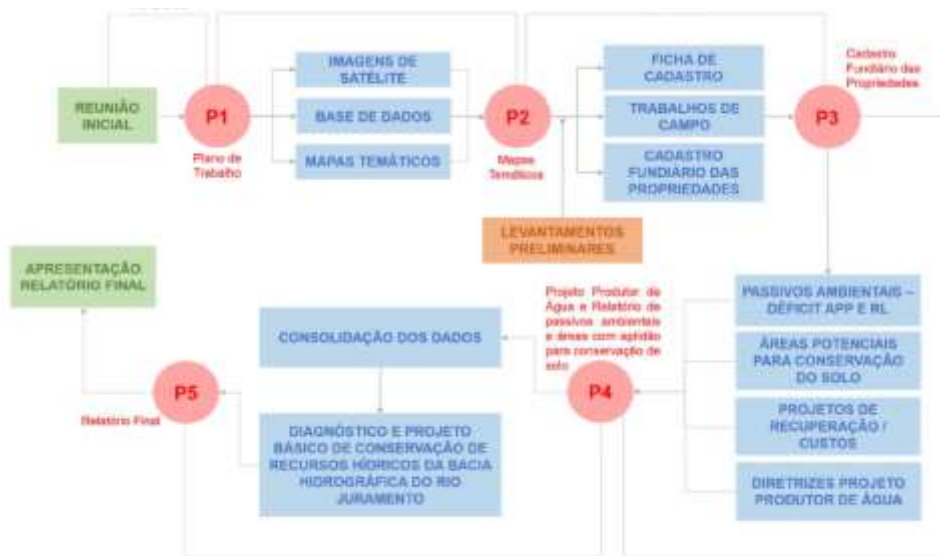 REUNIÃO
INICIAL
P1
Plano de
Trabalho
IMAGENS DE
SATÉLITE
BASE DE DADOS
MAPAS TEMÁTICOS
P2
Mapas
Temáticos
FICHA DE
CADASTRO
TRABALHOS DE
CAMPO
CADASTRO
FUNDIÁRIO DAS
PROPRIEDADES
P3
Cadastro
Fundiário das
Propriedades
LEVANTAMENTOS
PRELIMINARES
APRESENTAÇÃO
RELATÓRIO FINAL
P5
Relatório Final
CONSOLIDAÇÃO DOS DADOS
DIAGNÓSTICO E PROJETO
BÁSICO DE CONSERVAÇÃO DE
RECURSOS HÍDRICOS DA BACIA
HIDROGRÁFICA DO RIO
JURAMENTO
Projeto Produtor de
Água e Relatório de
passivos ambientais
e áreas com aptidão
para conservação de
solo
P4
PASSIVOS AMBIENTAIS –
DÉFICIT APP E RL
ÁREAS POTENCIAIS
PARA CONSERVAÇÃO
DO SOLO
PROJETOS DE
RECUPERAÇÃO /
CUSTOS
DIRETRIZES PROJETO
PRODUTOR DE ÁGUA